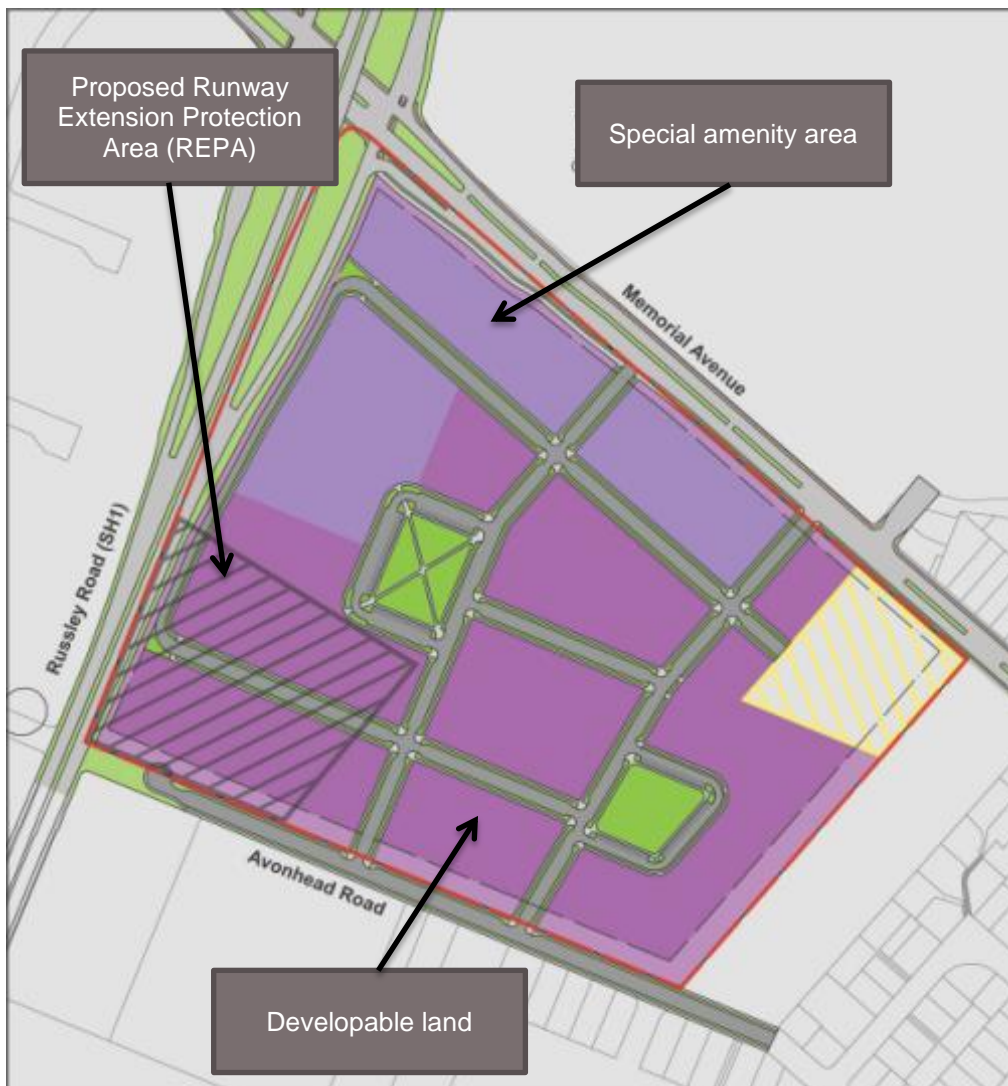 Proposed Runway
Extension Protection
Area (REPA)
Special amenity area
Memorial Avenue
Russley Road (SH1)
Avonhead Road
Developable land